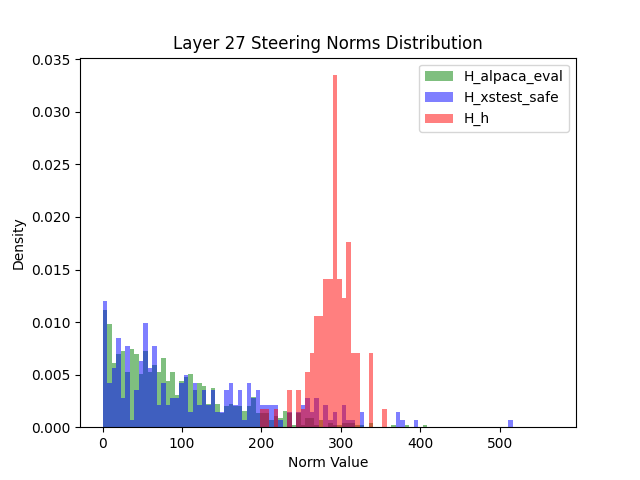 Layer 27 Steering Norms Distribution
H_alpaca_eval
H_xstest_safe
H_h
0.035
0.030
0.025
0.020
0.015
0.010
0.005
0.000
Density
0 100 200 300 400 500
Norm Value